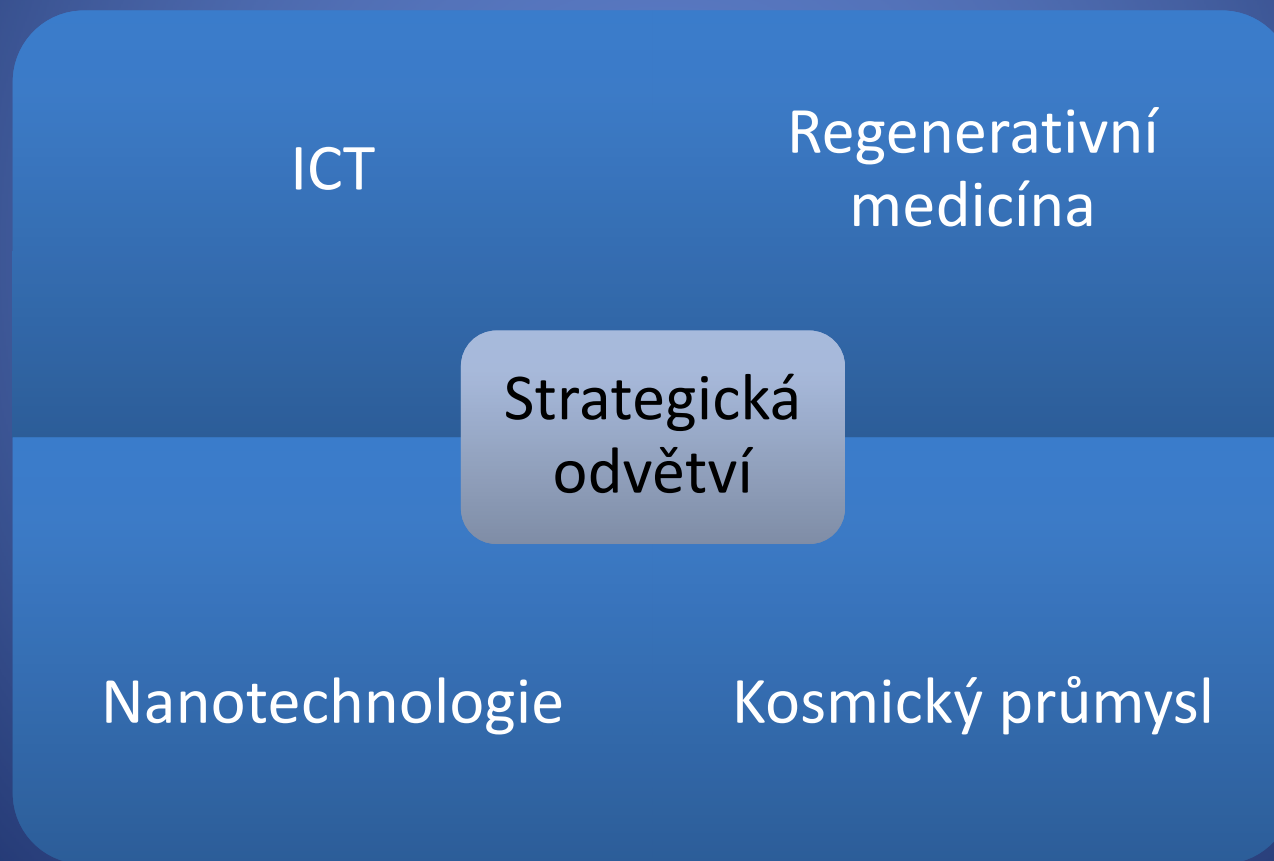 ICT
Regenerativní
medicína
Strategická
odvětví
Nanotechnologie
Kosmický průmysl